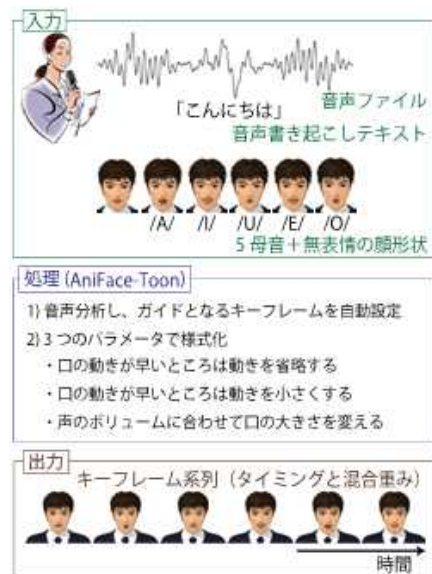 入力
「こんにちは」
音声ファイル
音声書き起こしテキスト
/A/ /I/ /U/ /E/ /O/
5母音＋無表情の顔形状
処理(AniFace-Toon)
1) 音声分析し、ガイドとなるキーフレームを自動設定
2) 3つのパラメータで様式化
・口の動きが早いところは動きを省略する
・口の動きが早いところは動きを小さくする
・声のボリュームに合わせて口の大きさを変える
出力
キーフレーム系列（タイミングと混合重み）
時間